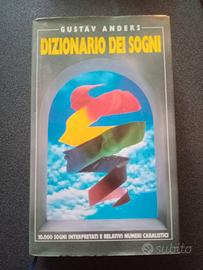 GUSTAV ANDERS
DIZIONARIO DEI SOGNI
10.000 SOGNI INTERPRETATI E RELATIVI NUMERI CABALISTICI
subito